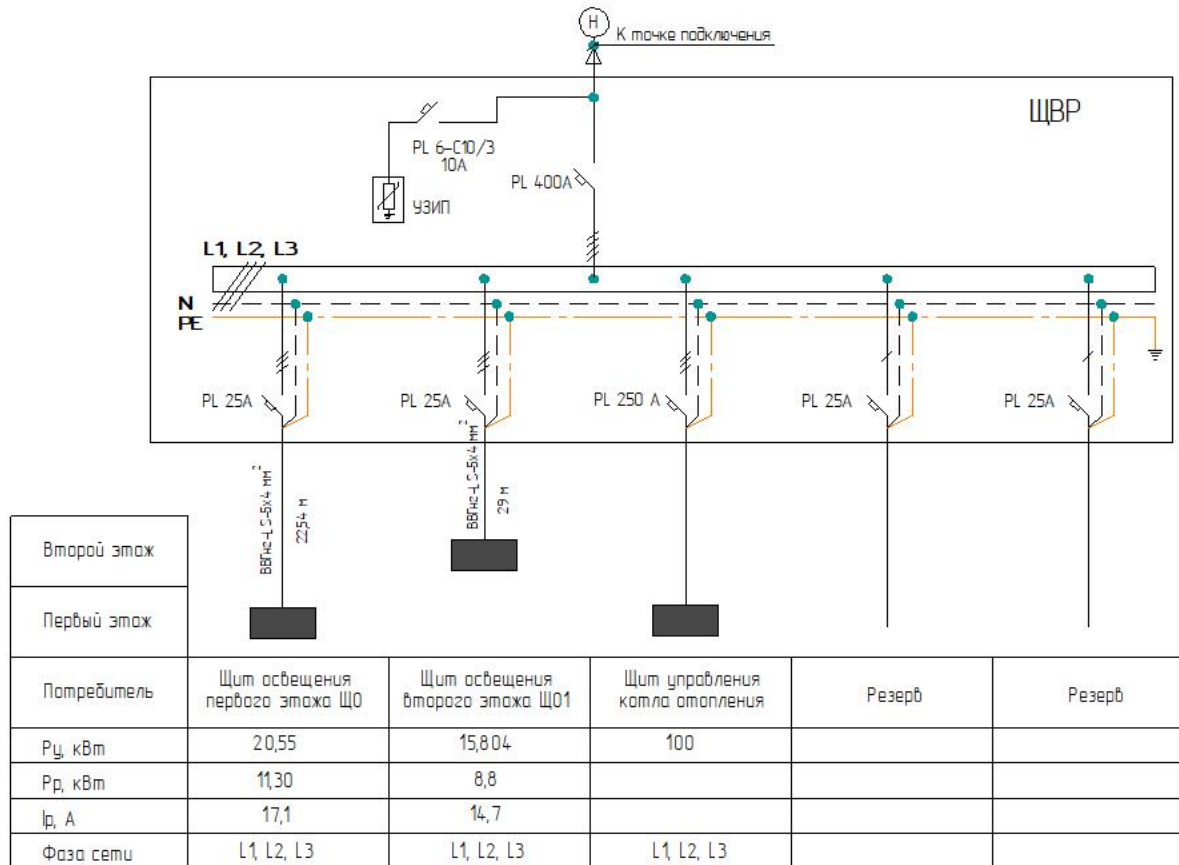 Н
К точке подключения
ЩВР
PL 6-С10/3
10А
PL 400А
УЗИП
L1, L2, L3
N
PE
PL 25А
PL 25А
PL 250 А
PL 25А
PL 25А
ВВГнг-LS-5х4 мм²
22,54 м
ВВГнг-LS-5х4 мм²
29 м
Второй этаж
Первый этаж
Потребитель
Щит освещения
первого этажа ЩО
Щит освещения
второго этажа ЩО1
Щит управления
котла отопления
Резерв
Резерв
Ру, кВт
20,55
15,804
100
Рр, кВт
11,30
8,8
Iр, А
17,1
14,7
Фаза сети
L1, L2, L3
L1, L2, L3
L1, L2, L3